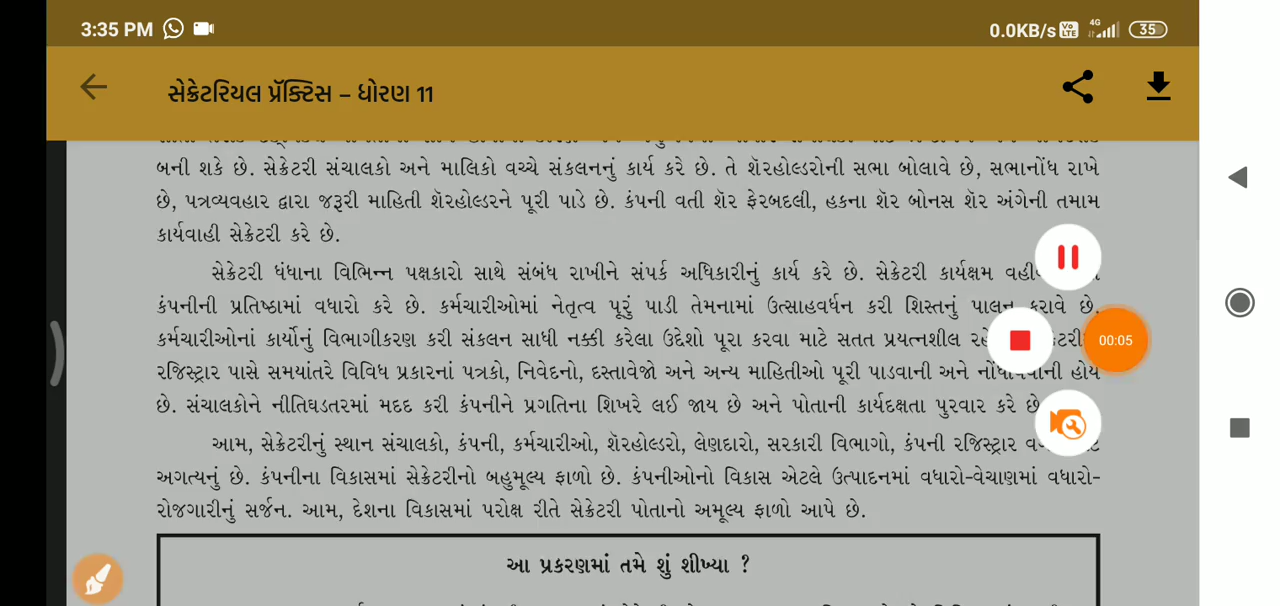 3:35 PM
0.0KB/s Vo LTE 4G 35
સેક્રેટરિયલ પ્રૅક્ટિસ – ધોરણ 11
બની શકે છે. સેક્રેટરી સંચાલકો અને માલિકો વચ્ચે સંકલનનું કાર્ય કરે છે. તે શૅરહોલ્ડરોની સભા બોલાવે છે, સભાનોંધ રાખે
છે, પત્રવ્યવહાર દ્વારા જરૂરી માહિતી શૅરહોલ્ડરને પૂરી પાડે છે. કંપની વતી શૅર ફેરબદલી, હકના શૅર બોનસ શૅર અંગેની તમામ
કાર્યવાહી સેક્રેટરી કરે છે.
સેક્રેટરી ધંધાના વિભિન્ન પક્ષકારો સાથે સંબંધ રાખીને સંપર્ક અધિકારીનું કાર્ય કરે છે. સેક્રેટરી કાર્યક્ષમ
કંપનીની પ્રતિષ્ઠામાં વધારો કરે છે. કર્મચારીઓમાં નેતૃત્વ પૂરું પાડી તેમનામાં ઉત્સાહવર્ધન કરી શિસ્તનું પાલન કરાવે છે.
કર્મચારીઓનાં કાર્યોનું વિભાગીકરણ કરી સંકલન સાધી નક્કી કરેલા ઉદ્દેશો પૂરા કરવા માટે સતત પ્રયત્નશીલ
00:05
રજિસ્ટ્રાર પાસે સમયાંતરે વિવિધ પ્રકારનાં પત્રકો, નિવેદનો, દસ્તાવેજો અને અન્ય માહિતીઓ પૂરી પાડવાની અને હોય
છે. સંચાલકોને નીતિઘડતરમાં મદદ કરી કંપનીને પ્રગતિના શિખરે લઈ જાય છે અને પોતાની કાર્યદક્ષતા પુરવાર કરે છે
આમ, સેક્રેટરીનું સ્થાન સંચાલકો, કંપની, કર્મચારીઓ, શૅરહોલ્ડરો, લેણદારો, સરકારી વિભાગો, કંપની રજિસ્ટ્રાર
અગત્યનું છે. કંપનીના વિકાસમાં સેક્રેટરીનો બહુમૂલ્ય ફાળો છે. કંપનીઓનો વિકાસ એટલે ઉત્પાદનમાં વધારો-વેચાણમાં વધારો-
રોજગારીનું સર્જન. આમ, દેશના વિકાસમાં પરોક્ષ રીતે સેક્રેટરી પોતાનો અમૂલ્ય ફાળો આપે છે.
આ પ્રકરણમાં તમે શું શીખ્યા ?